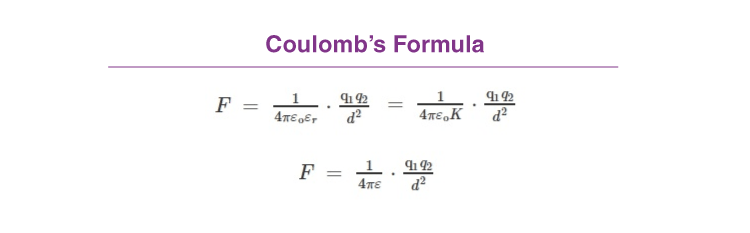 Coulomb's Formula
F = 1/4πε₀εᵣ · q₁q₂/d² = 1/4πε₀K · q₁q₂/d²
F = 1/4πε · q₁q₂/d²